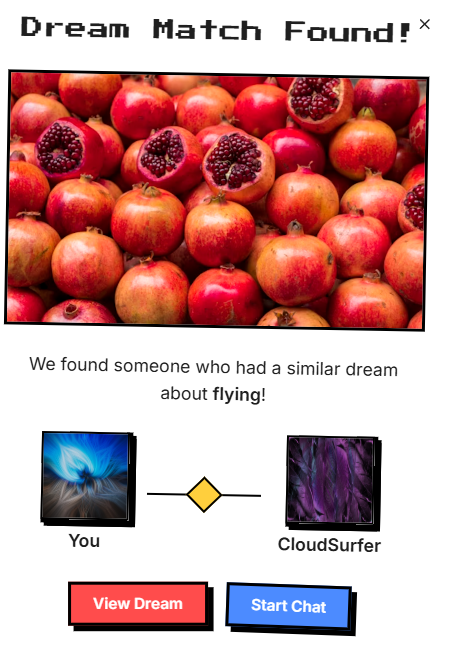 Dream Match Found!
We found someone who had a similar dream
about flying!
You
CloudSurfer
View Dream
Start Chat